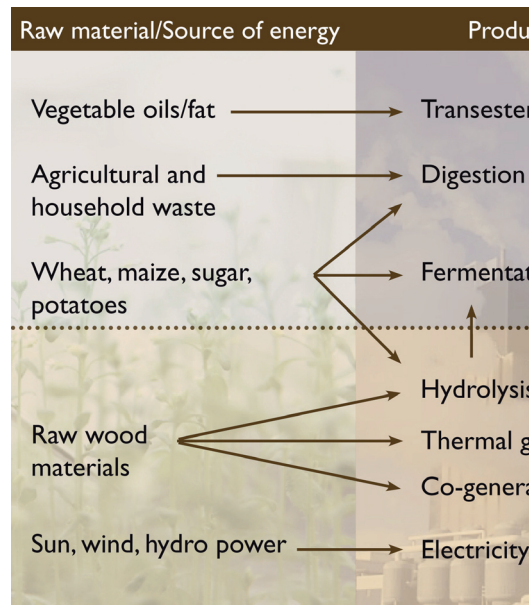 Raw material/Source of energy
Produ
Vegetable oils/fat
Transester
Agricultural and
household waste
Digestion
Wheat, maize, sugar,
potatoes
Fermentat
Hydrolysis
Raw wood
materials
Thermal g
Co-genera
Sun, wind, hydro power
Electricity